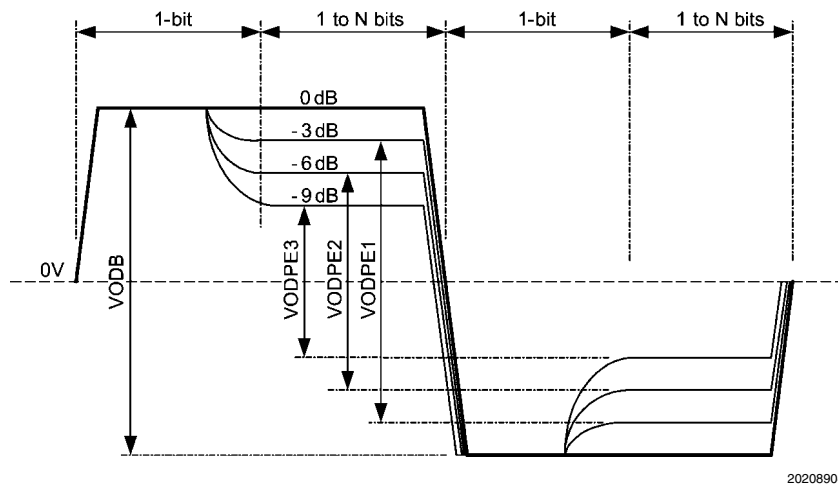 1-bit
1 to N bits
1-bit
1 to N bits
0 dB
-3 dB
-6 dB
-9 dB
0V
VODB
VODPE3
VODPE2
VODPE1
2020890